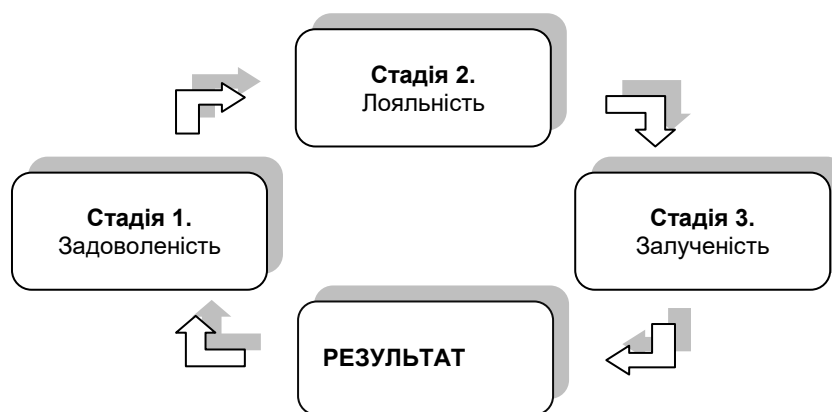 Стадія 2.
Лояльність
Стадія 1.
Задоволеність
Стадія 3.
Залученість
РЕЗУЛЬТАТ